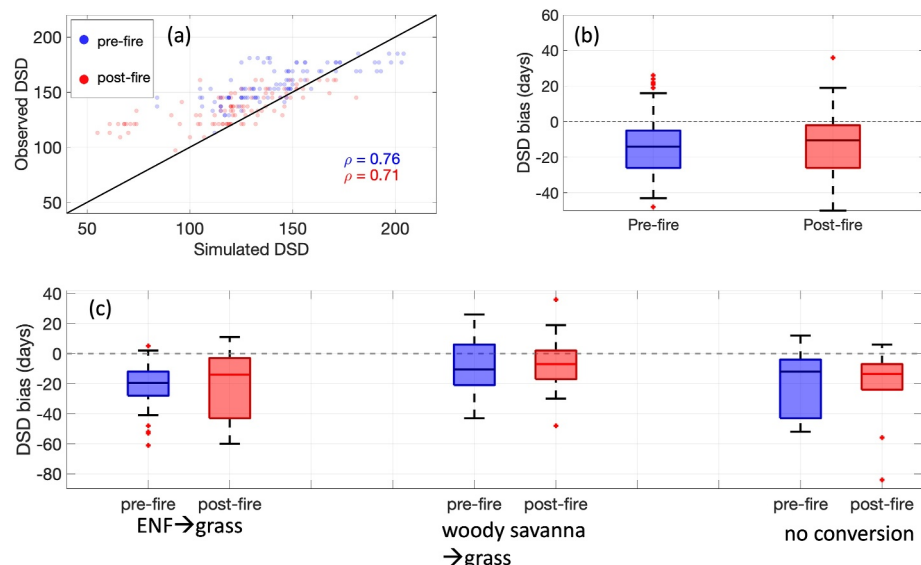 (a)
pre-fire
post-fire
200
150
100
50
Observed DSD
ρ = 0.76
ρ = 0.71
50 100 150 200
Simulated DSD
(b)
60
40
20
0
-20
-40
DSD bias (days)
Pre-fire Post-fire
(c)
40
20
0
-20
-40
-60
-80
DSD bias (days)
pre-fire post-fire pre-fire post-fire pre-fire post-fire
ENF→grass woody savanna no conversion
→grass